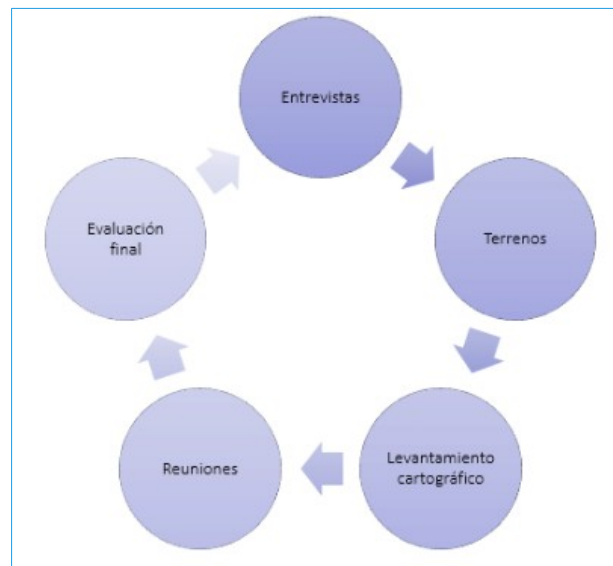 Entrevistas
Terrenos
Levantamiento
cartográfico
Reuniones
Evaluación
final